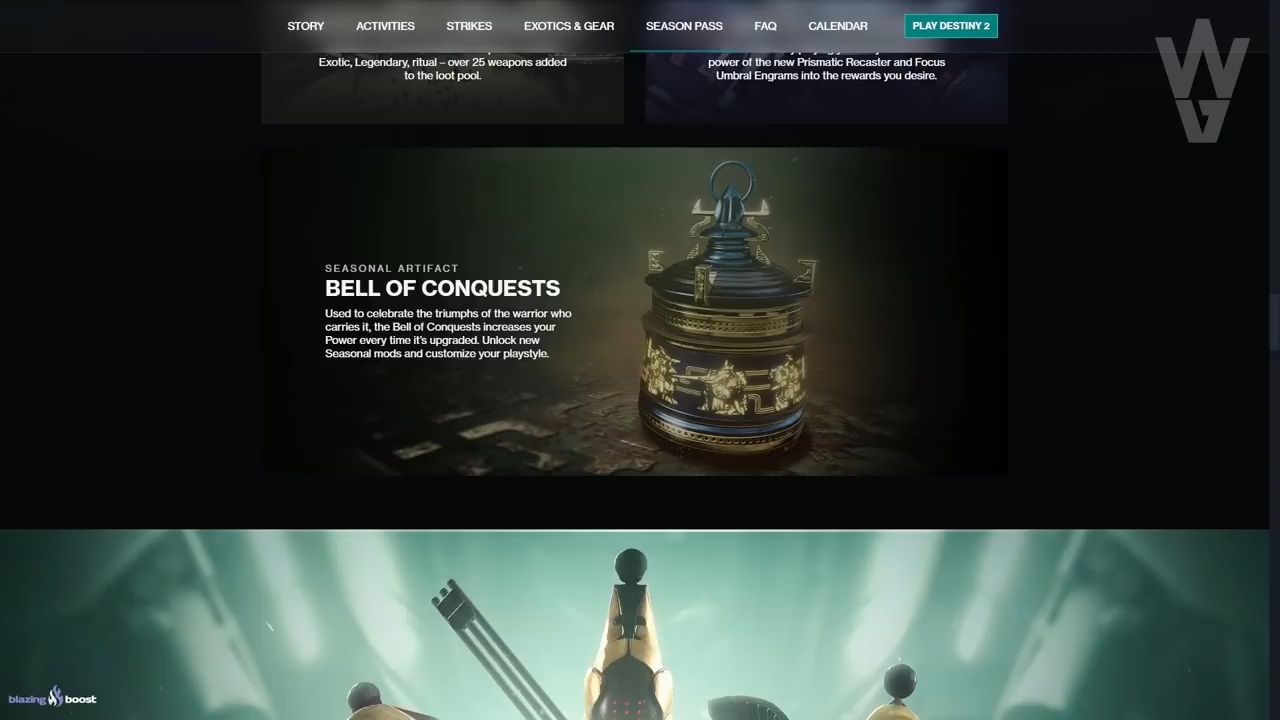 STORY ACTIVITIES STRIKES EXOTICS & GEAR SEASON PASS FAQ CALENDAR PLAY DESTINY 2
Exotic, Legendary, ritual – over 25 weapons added
to the loot pool.
power of the new Prismatic Recaster and Focus
Umbral Engrams into the rewards you desire.
SEASONAL ARTIFACT
BELL OF CONQUESTS
Used to celebrate the triumphs of the warrior who
carries it, the Bell of Conquests increases your
Power every time it's upgraded. Unlock new
Seasonal mods and customize your playstyle.
blazing boost